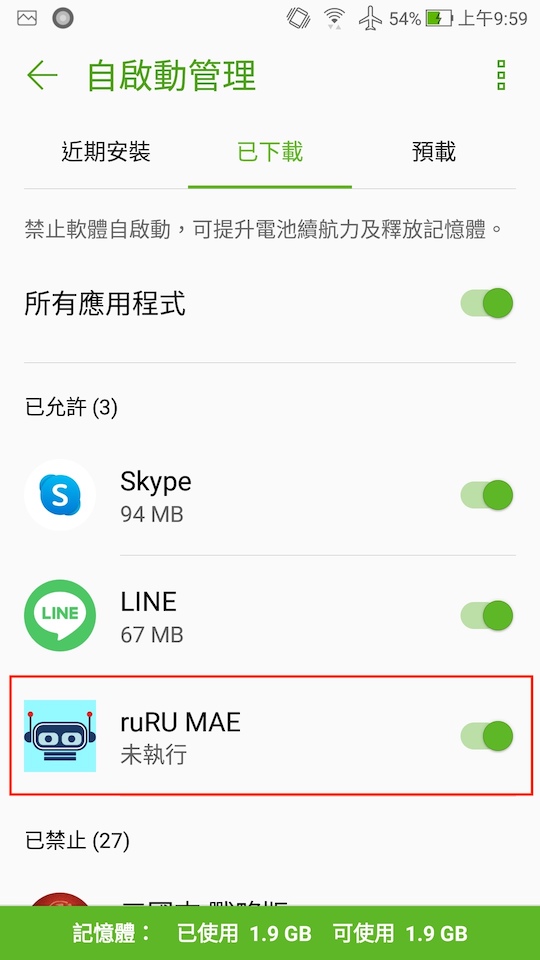 54% 上午9:59
自啟動管理
近期安裝 已下載 預載
禁止軟體自啟動，可提升電池續航力及釋放記憶體。
所有應用程式
已允許 (3)
S
Skype
94 MB
LINE
LINE
67 MB
ruRU MAE
未執行
已禁止 (27)
記憶體： 已使用 1.9 GB 可使用 1.9 GB